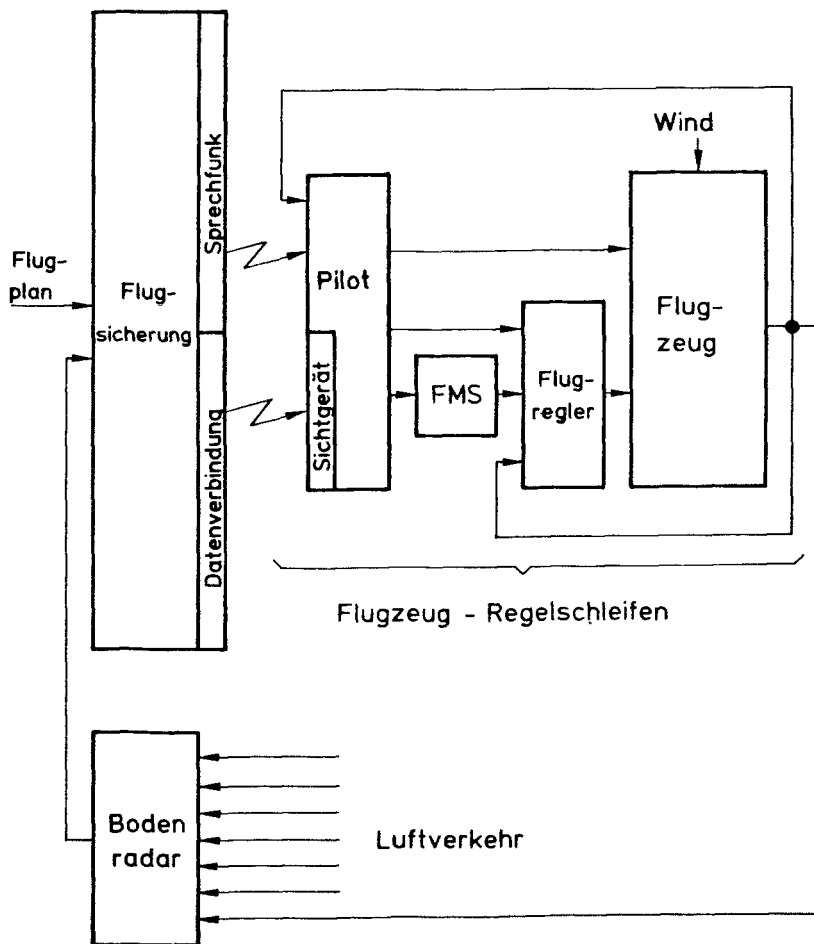 Flug-
plan
Flug-
sicherung
Sprechfunk
Datenverbindung
Pilot
Sichtgerät
FMS
Flug-
regler
Wind
Flug-
zeug
Flugzeug - Regelschleifen
Boden
radar
Luftverkehr